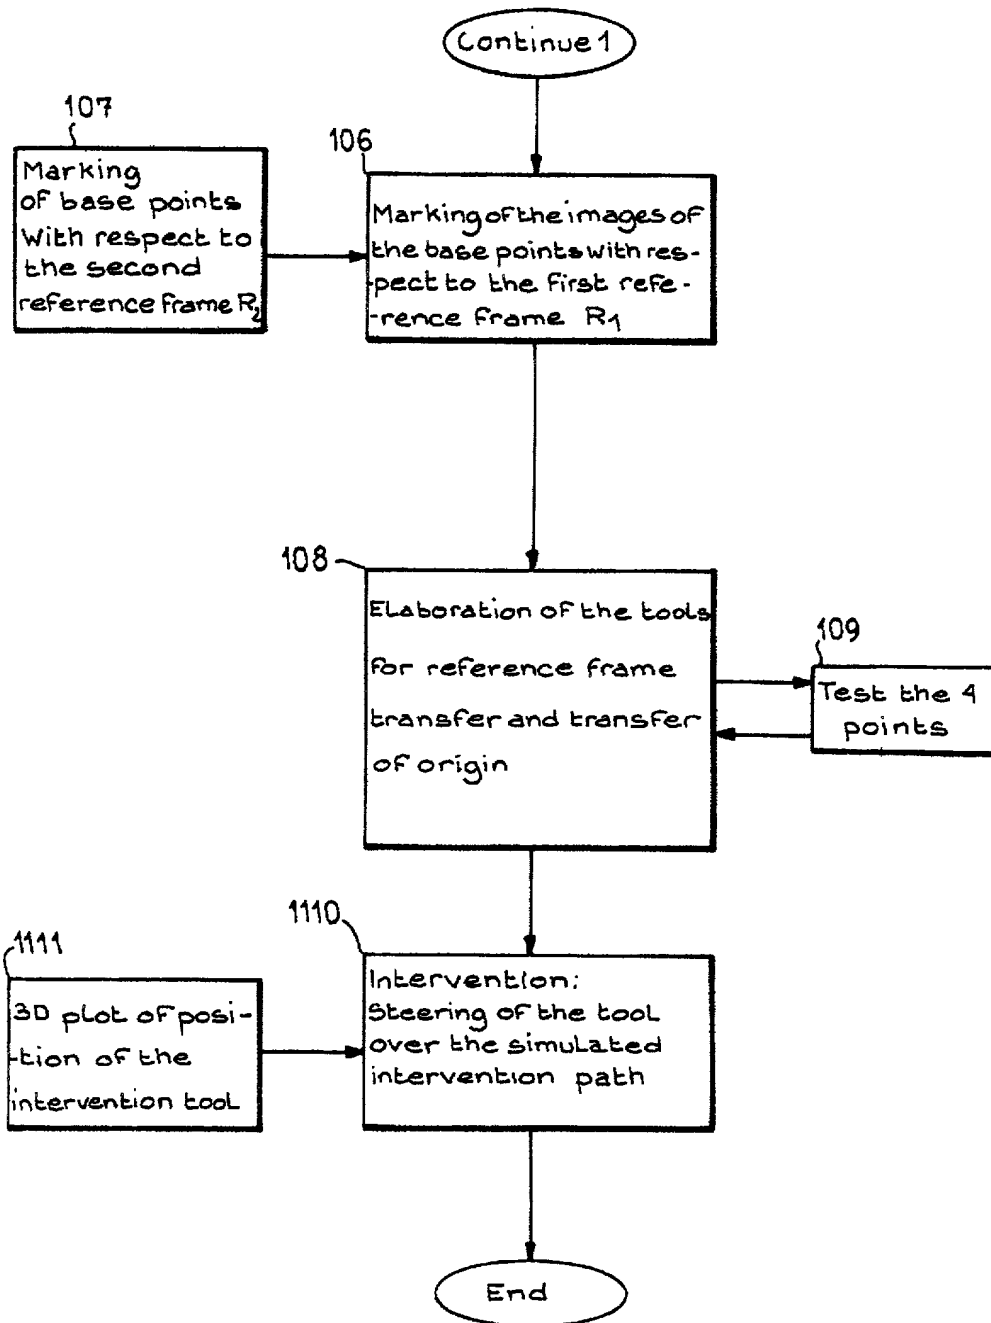 Continue 1
107
Marking
of base points
With respect to
the second
reference frame R2
106
Marking of the images of
the base points with res-
-pect to the first refe-
-rence frame R1
108
Elaboration of the tools
for reference frame
transfer and transfer
of origin
109
Test the 4
points
1111
3D plot of posi-
-tion of the
intervention tool
1110
Intervention:
Steering of the tool
over the simulated
intervention path
End